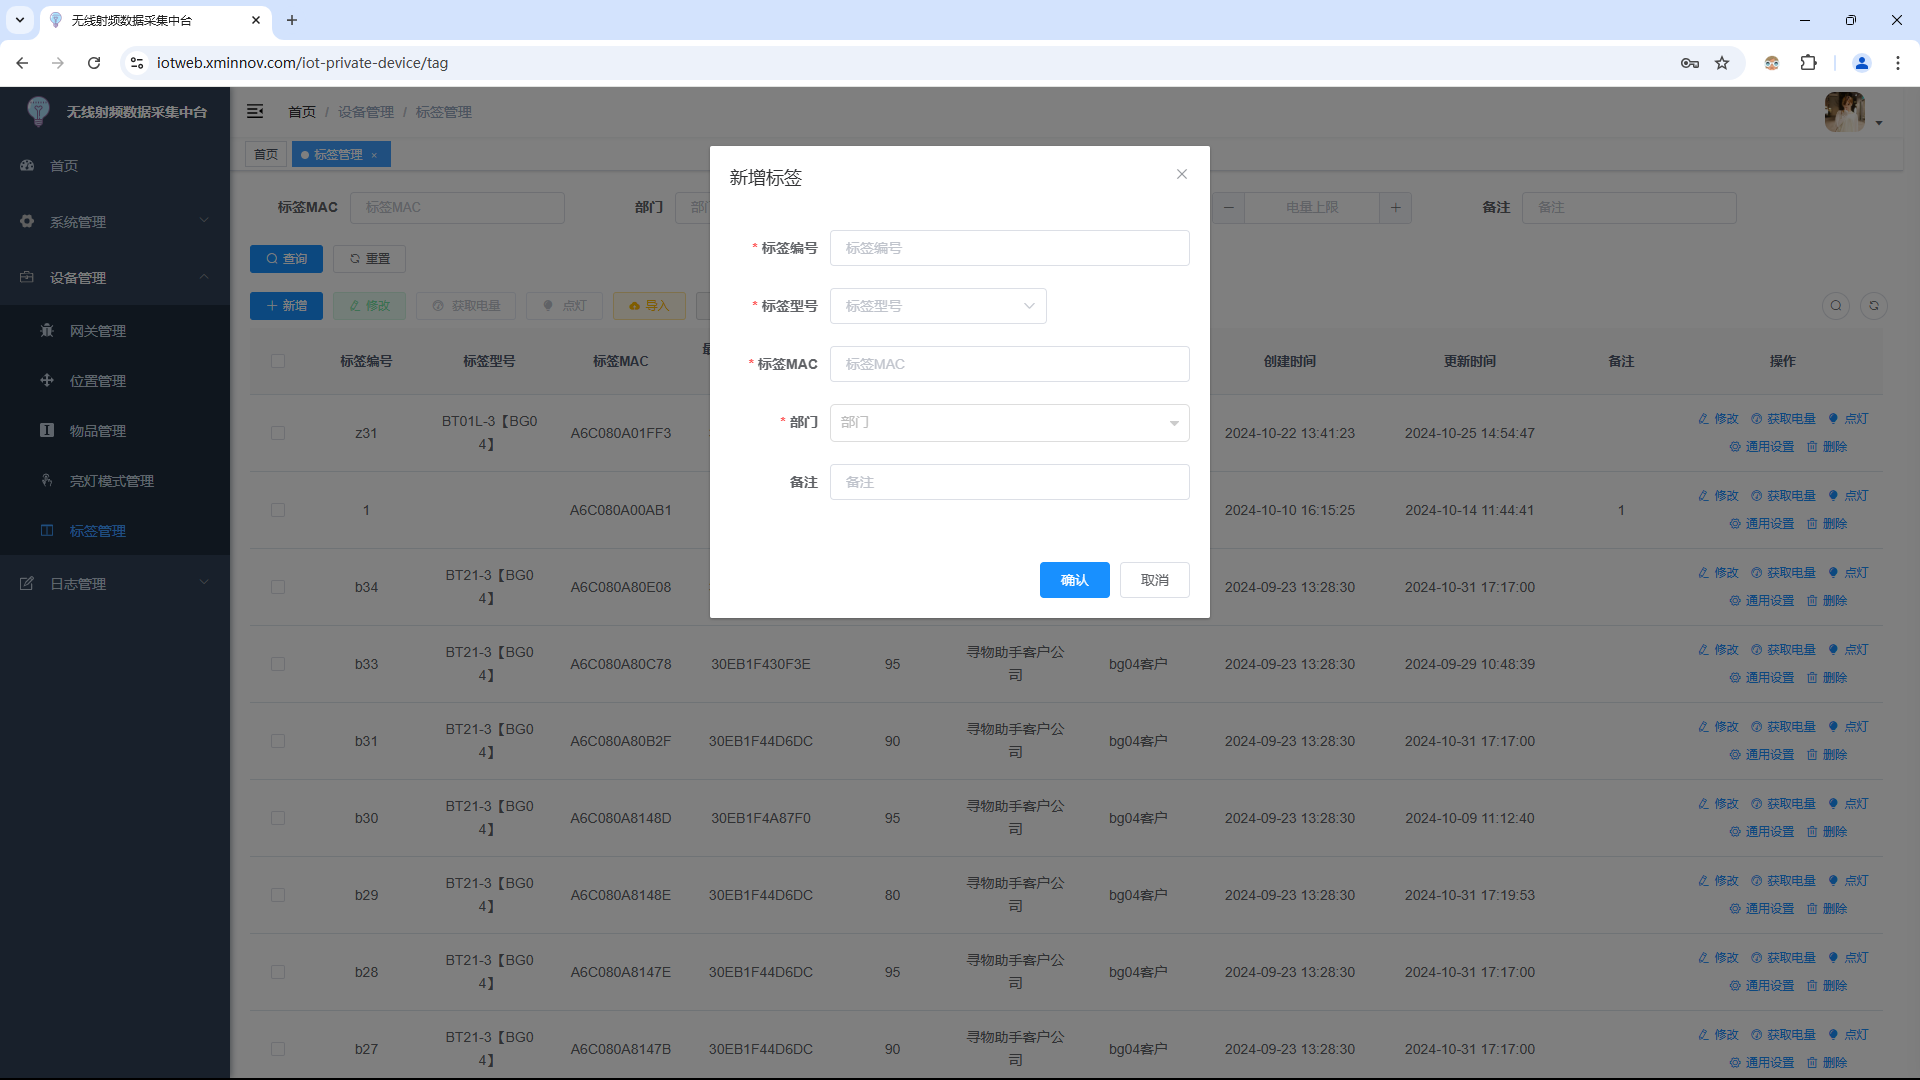 无线射频数据采集中台
iotweb.xminnov.com/iot-private-device/tag
无线射频数据采集中台
首页
系统管理
设备管理
网关管理
位置管理
物品管理
亮灯模式管理
标签管理
日志管理
首页 / 设备管理 / 标签管理
首页 标签管理
标签MAC 标签MAC 部门 电量上限 备注 备注
查询 重置
新增 修改 获取电量 点灯 导入
新增标签
* 标签编号 标签编号
* 标签型号 标签型号
* 标签MAC 标签MAC
* 部门 部门
备注 备注
确认 取消
标签编号 标签型号 标签MAC 创建时间 更新时间 备注 操作
z31 BT01L-3【BG04】 A6C080A01FF3 2024-10-22 13:41:23 2024-10-25 14:54:47 修改 获取电量 点灯 通用设置 删除
1 A6C080A00AB1 2024-10-10 16:15:25 2024-10-14 11:44:41 1 修改 获取电量 点灯 通用设置 删除
b34 BT21-3【BG04】 A6C080A80E08 2024-09-23 13:28:30 2024-10-31 17:17:00 修改 获取电量 点灯 通用设置 删除
b33 BT21-3【BG04】 A6C080A80C78 30EB1F430F3E 95 寻物助手客户公司 bg04客户 2024-09-23 13:28:30 2024-09-29 10:48:39 修改 获取电量 点灯 通用设置 删除
b31 BT21-3【BG04】 A6C080A80B2F 30EB1F44D6DC 90 寻物助手客户公司 bg04客户 2024-09-23 13:28:30 2024-10-31 17:17:00 修改 获取电量 点灯 通用设置 删除
b30 BT21-3【BG04】 A6C080A8148D 30EB1F4A87F0 95 寻物助手客户公司 bg04客户 2024-09-23 13:28:30 2024-10-09 11:12:40 修改 获取电量 点灯 通用设置 删除
b29 BT21-3【BG04】 A6C080A8148E 30EB1F44D6DC 80 寻物助手客户公司 bg04客户 2024-09-23 13:28:30 2024-10-31 17:19:53 修改 获取电量 点灯 通用设置 删除
b28 BT21-3【BG04】 A6C080A8147E 30EB1F44D6DC 95 寻物助手客户公司 bg04客户 2024-09-23 13:28:30 2024-10-31 17:17:00 修改 获取电量 点灯 通用设置 删除
b27 BT21-3【BG04】 A6C080A8147B 30EB1F44D6DC 90 寻物助手客户公司 bg04客户 2024-09-23 13:28:30 2024-10-31 17:17:00 修改 获取电量 点灯 通用设置 删除